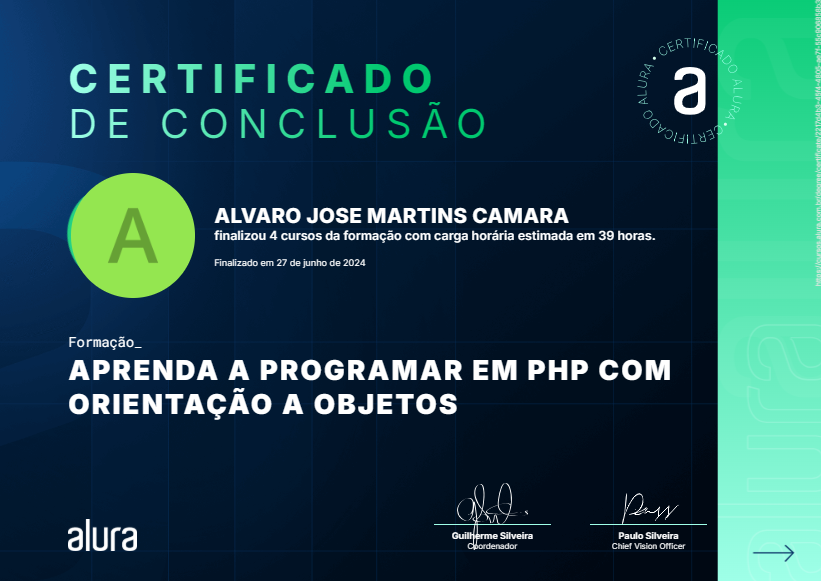 CERTIFICADO
DE CONCLUSÃO
CERTIFICADO ALURA • CERTIFICADO ALURA •
a
A
ALVARO JOSE MARTINS CAMARA
finalizou 4 cursos da formação com carga horária estimada em 39 horas.
Finalizado em 27 de junho de 2024
Formação_
APRENDA A PROGRAMAR EM PHP COM
ORIENTAÇÃO A OBJETOS
alura
Guilherme Silveira
Coordenador
Paulo Silveira
Chief Vision Officer
alura